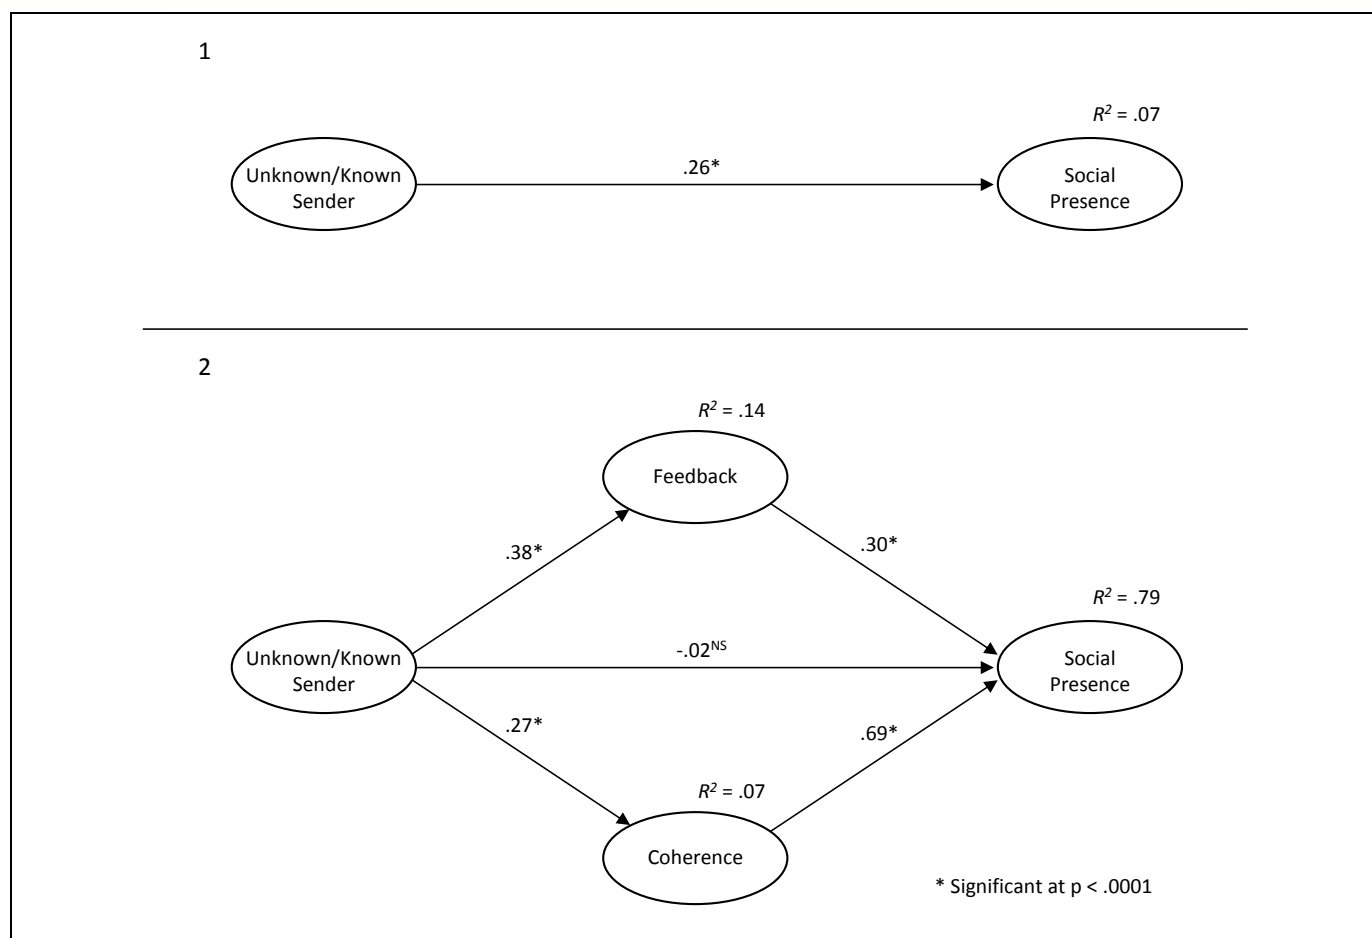 1
R² = .07
Unknown/Known
Sender
.26*
Social
Presence
2
R² = .14
Feedback
.38*
.30*
R² = .79
Unknown/Known
Sender
-.02ᴺˢ
Social
Presence
.27*
.69*
R² = .07
Coherence
* Significant at p < .0001